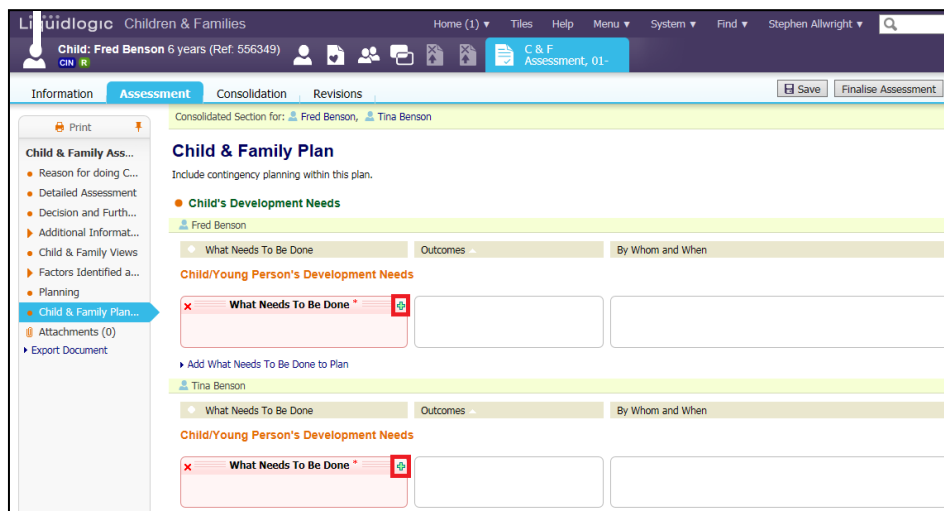 Liquidlogic Children & Families Home (1) ▾ Tiles Help Menu ▾ System ▾ Find ▾ Stephen Allwright ▾
Child: Fred Benson 6 years (Ref: 556349)
CIN R
C & F
Assessment, 01-
Information Assessment Consolidation Revisions Save Finalise Assessment
Print
Child & Family Ass...
Reason for doing C...
Detailed Assessment
Decision and Furth...
Additional Informat...
Child & Family Views
Factors Identified a...
Planning
Child & Family Plan...
Attachments (0)
Export Document
Consolidated Section for: Fred Benson, Tina Benson
Child & Family Plan
Include contingency planning within this plan.
Child's Development Needs
Fred Benson
What Needs To Be Done Outcomes By Whom and When
Child/Young Person's Development Needs
What Needs To Be Done *
Add What Needs To Be Done to Plan
Tina Benson
What Needs To Be Done Outcomes By Whom and When
Child/Young Person's Development Needs
What Needs To Be Done *